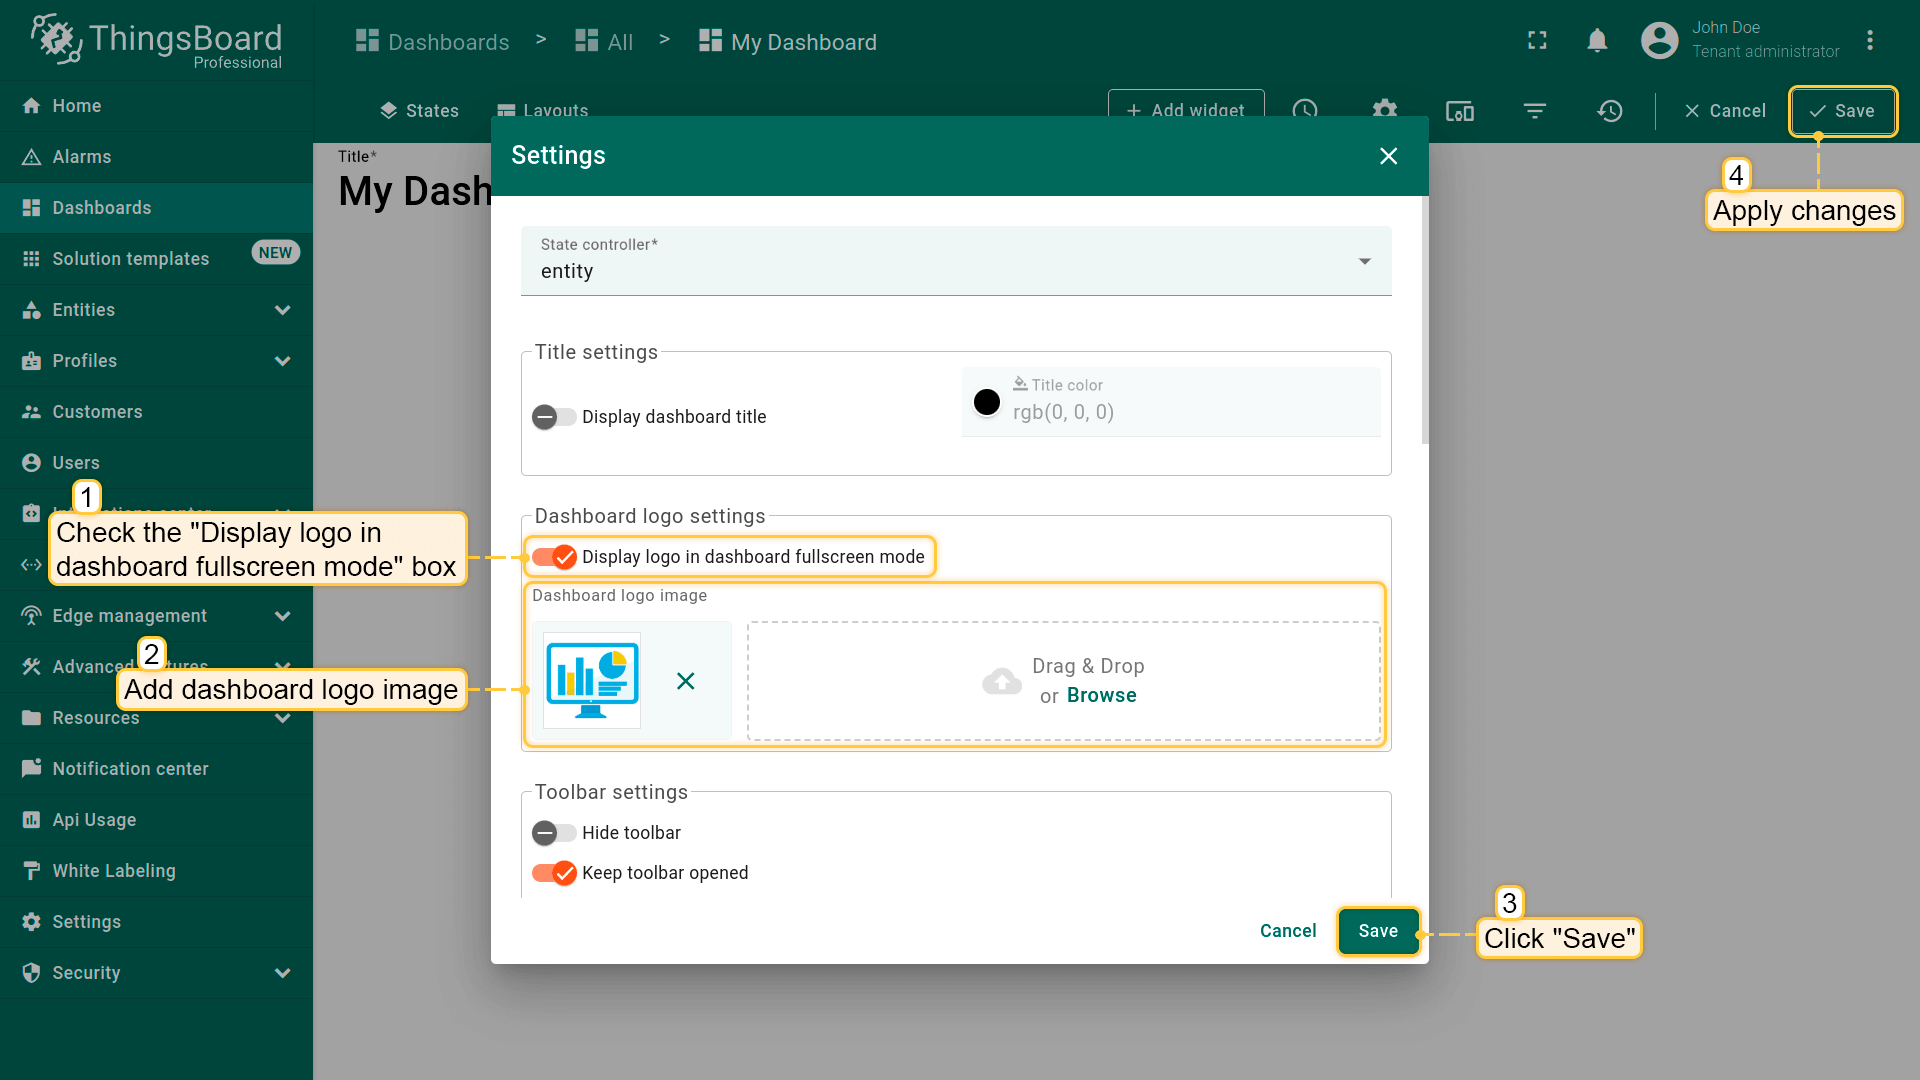 ThingsBoard
Professional
Dashboards > All > My Dashboard
John Doe
Tenant administrator
Home
Alarms
Dashboards
Solution templates NEW
Entities
Profiles
Customers
Users
Edge management
Advanced
Resources
Notification center
Api Usage
White Labeling
Settings
Security
States
Layouts
+ Add widget
Cancel
Save
Title*
My Dash
4
Apply changes
Settings
State controller*
entity
Title settings
Display dashboard title
Title color
rgb(0, 0, 0)
Dashboard logo settings
1
Check the "Display logo in
dashboard fullscreen mode" box
Display logo in dashboard fullscreen mode
Dashboard logo image
2
Add dashboard logo image
Drag & Drop
or Browse
Toolbar settings
Hide toolbar
Keep toolbar opened
Cancel
Save
3
Click "Save"